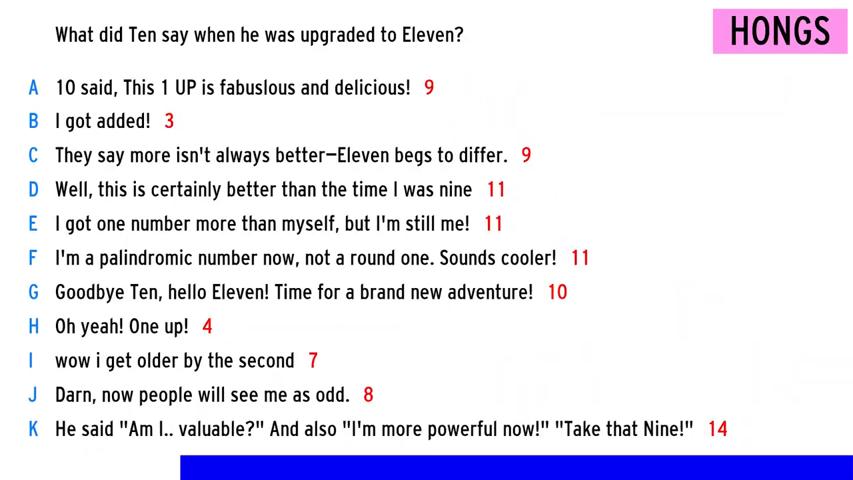 What did Ten say when he was upgraded to Eleven?
HONGS
A 10 said, This 1 UP is fabuslous and delicious! 9
B I got added! 3
C They say more isn't always better—Eleven begs to differ. 9
D Well, this is certainly better than the time I was nine 11
E I got one number more than myself, but I'm still me! 11
F I'm a palindromic number now, not a round one. Sounds cooler! 11
G Goodbye Ten, hello Eleven! Time for a brand new adventure! 10
H Oh yeah! One up! 4
I wow i get older by the second 7
J Darn, now people will see me as odd. 8
K He said "Am I.. valuable?" And also "I'm more powerful now!" "Take that Nine!" 14